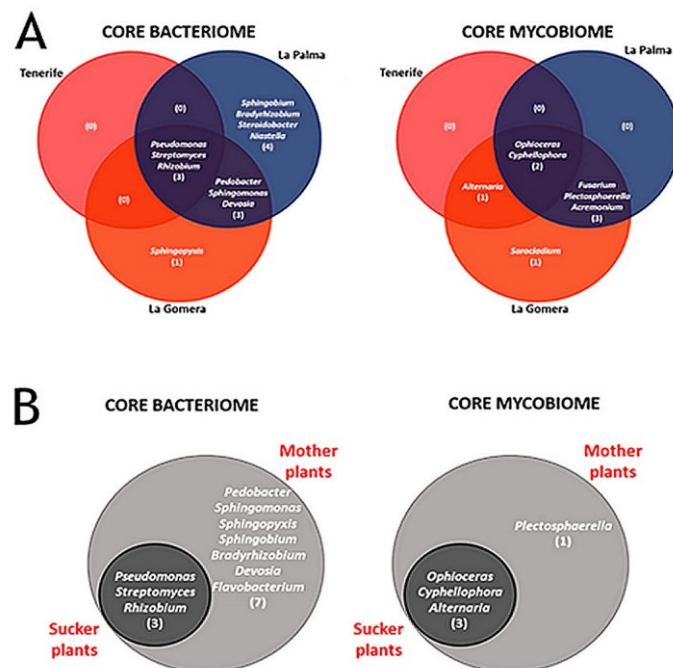 A
CORE BACTERIOME
La Palma
Tenerife
(0)
(0)
Sphingobium
Bradyrhizobium
Steroidobacter
Niastella
(4)
Pseudomonas
Streptomyces
Rhizobium
(3)
Pedobacter
Sphingomonas
Devosia
(3)
(0)
Sphingopyxis
(1)
La Gomera
CORE MYCOBIOME
La Palma
Tenerife
(0)
(0)
(0)
Ophioceras
Cyphellophora
(2)
Alternaria
(1)
Fusarium
Plectosphaerella
Acremonium
(3)
Sarocladium
(1)
La Gomera
B
CORE BACTERIOME
Mother
plants
Pedobacter
Sphingomonas
Sphingopyxis
Sphingobium
Bradyrhizobium
Devosia
Flavobacterium
(7)
Pseudomonas
Streptomyces
Rhizobium
(3)
Sucker
plants
CORE MYCOBIOME
Mother
plants
Plectosphaerella
(1)
Ophioceras
Cyphellophora
Alternaria
(3)
Sucker
plants